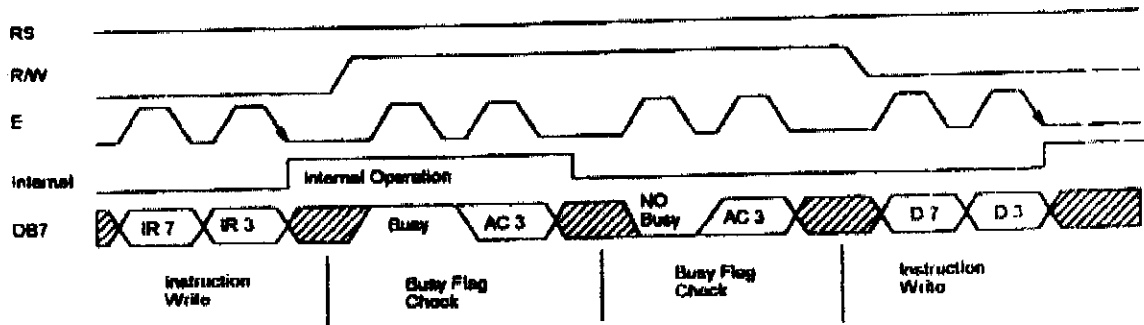 RS
R/W
E
Internal
Internal Operation
DB7
IR 7
IR 3
Busy
AC 3
NO
Busy
AC 3
D 7
D 3
Instruction
Write
Busy Flag
Check
Busy Flag
Check
Instruction
Write